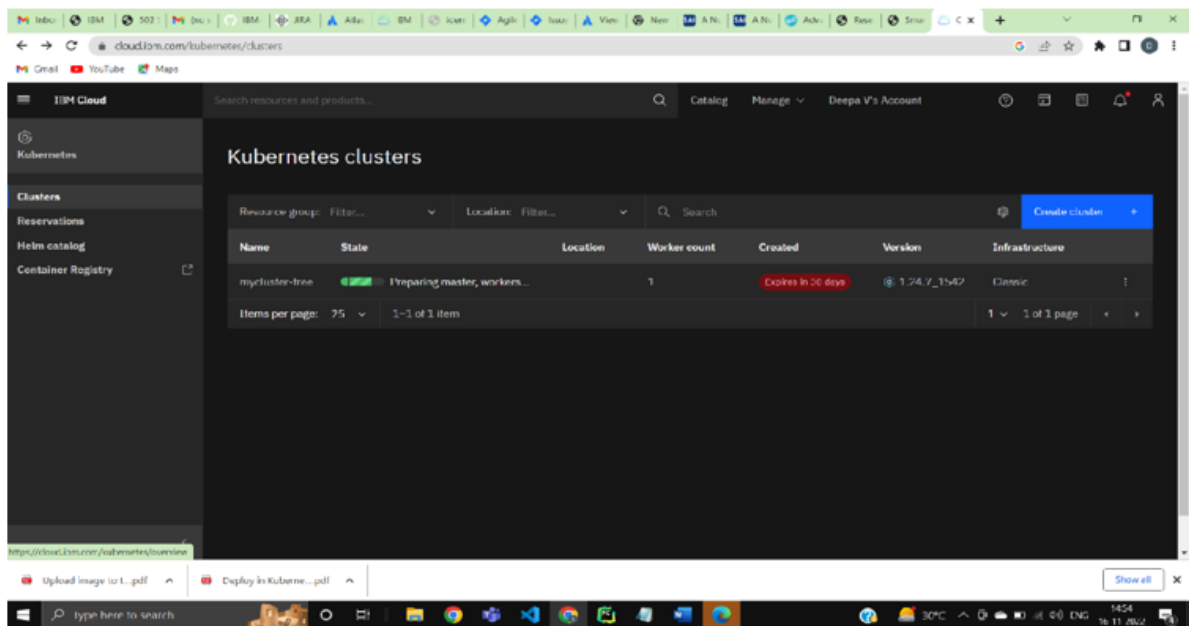 cloud.ibm.com/kubernetes/clusters
Gmail YouTube Maps
IBM Cloud
Search resources and products...
Catalog
Manage
Deepa V's Account
Kubernetes
Clusters
Reservations
Helm catalog
Container Registry
Kubernetes clusters
Resource group: Filter...
Location: Filter...
Search
Create cluster +
Name State Location Worker count Created Version Infrastructure
mycluster-free Preparing master, workers... 1 Expires in 30 days 1.24.7_1542 Classic
Items per page: 25 1–1 of 1 item 1 1 of 1 page
https://cloud.ibm.com/kubernetes/overview
Upload image to I...pdf
Deploy in Kuberne...pdf
Show all
Type here to search
30°C
ENG
14:54
16-11-2022